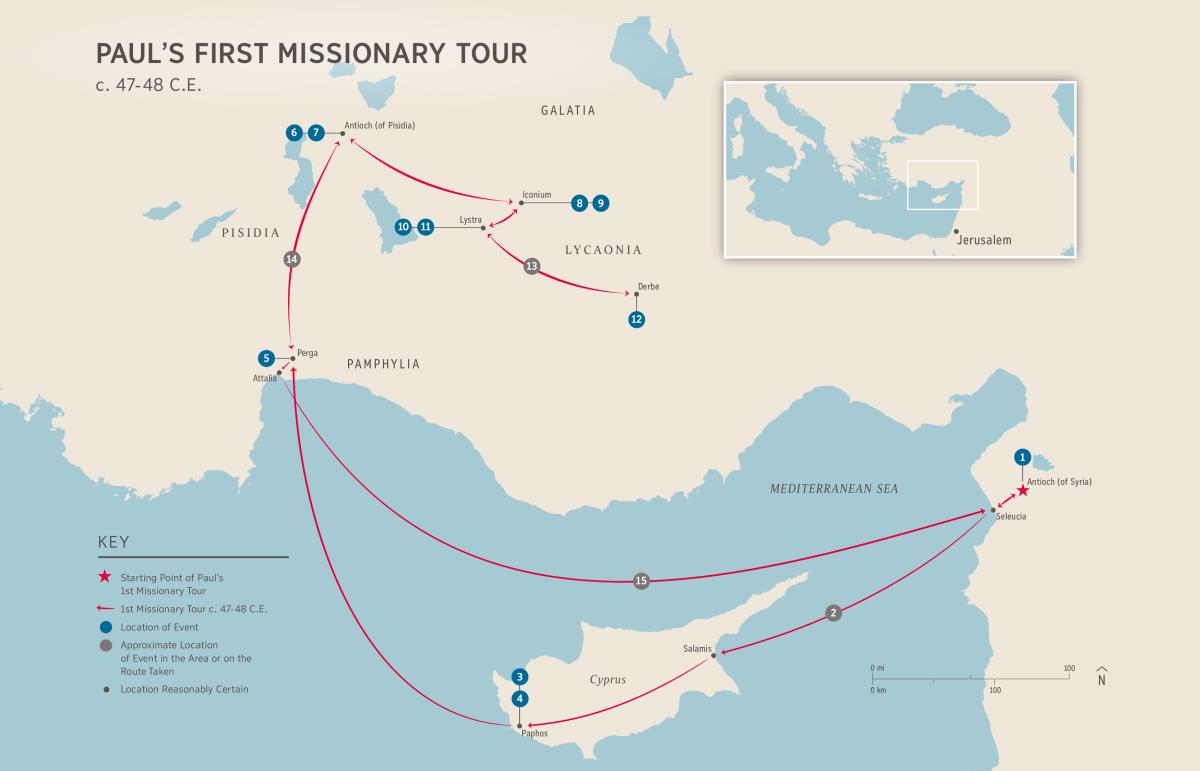 PAUL'S FIRST MISSIONARY TOUR
c. 47-48 C.E.
GALATIA
6 7
Antioch (of Pisidia)
Iconium
8 9
10 11
Lystra
PISIDIA
LYCAONIA
14
13
Derbe
12
Jerusalem
5
Perga
PAMPHYLIA
Attalia
1
Antioch (of Syria)
MEDITERRANEAN SEA
Seleucia
15
2
Salamis
Cyprus
3
4
Paphos
KEY
Starting Point of Paul's
1st Missionary Tour
1st Missionary Tour c. 47-48 C.E.
Location of Event
Approximate Location
of Event in the Area or on the
Route Taken
Location Reasonably Certain
0 mi 100
0 km 100
N